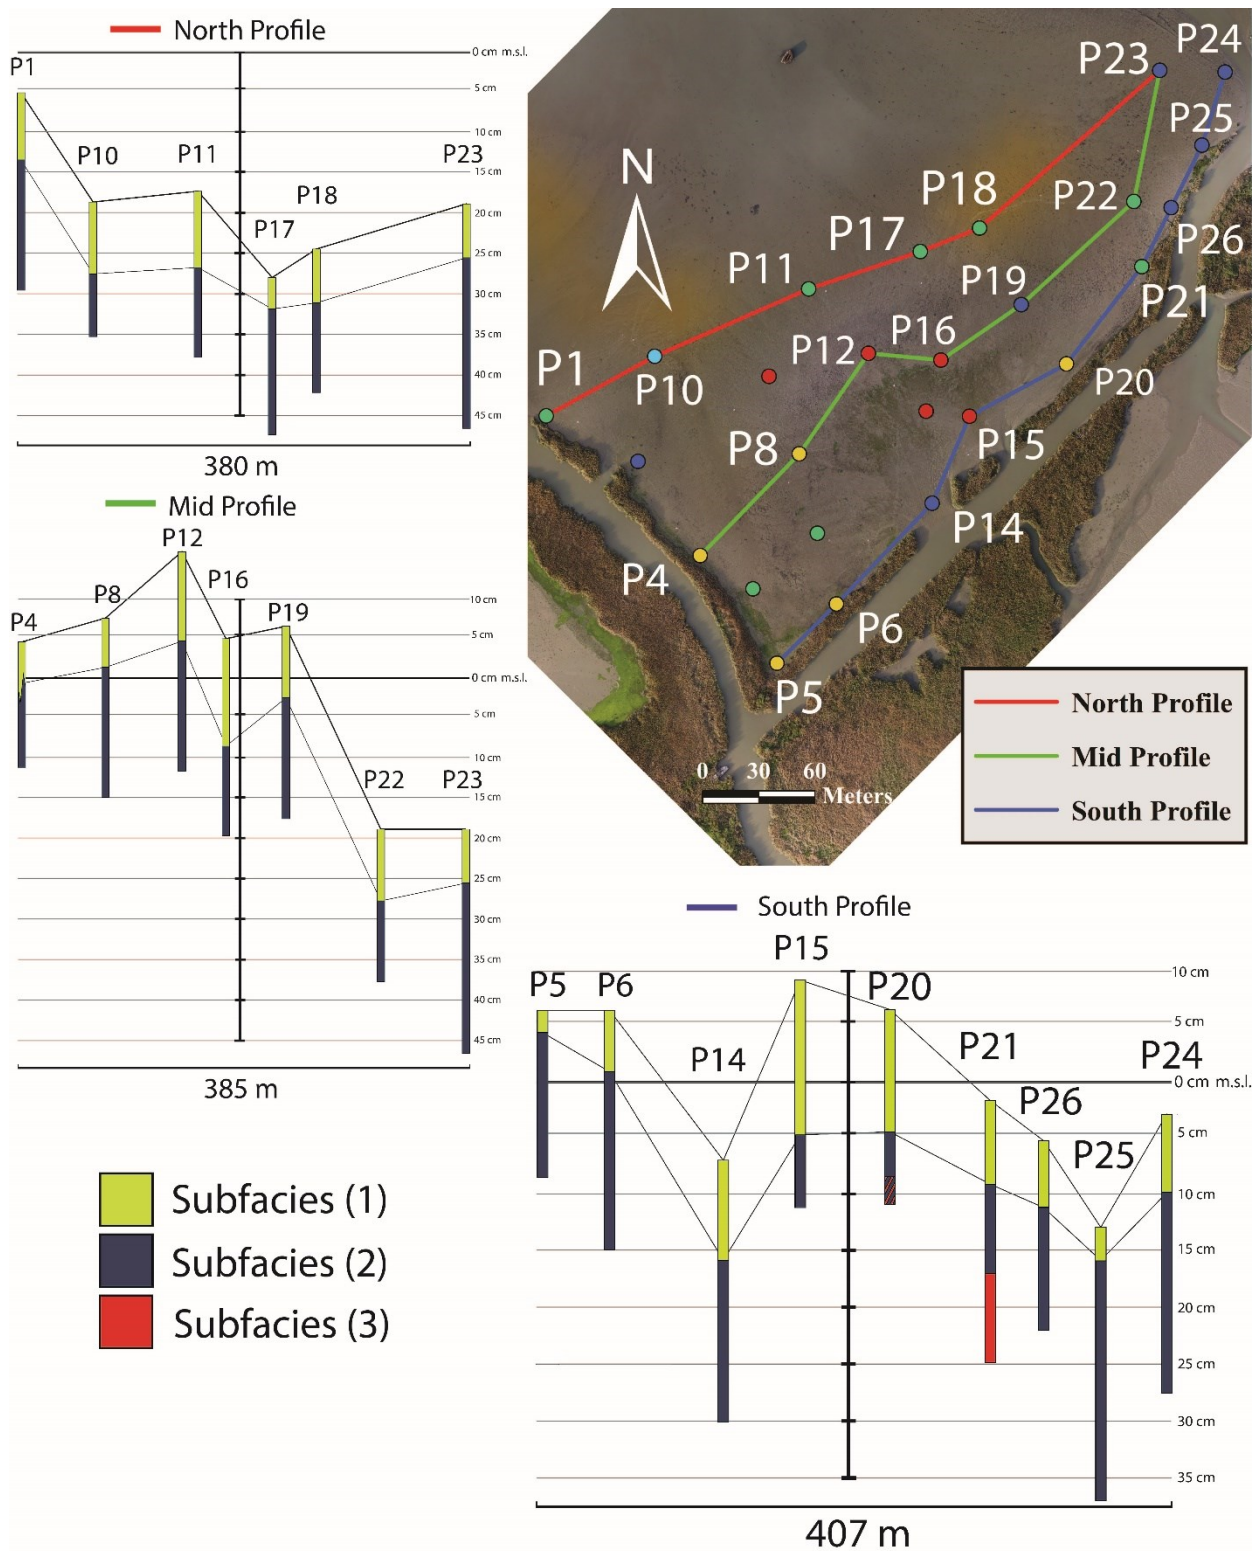 North Profile
0 cm m.s.l.
P1
5 cm
10 cm
P10
P11
P23
15 cm
P18
20 cm
P17
25 cm
30 cm
35 cm
40 cm
45 cm
380 m
Mid Profile
P12
P16
P8
10 cm
P19
P4
5 cm
0 cm m.s.l.
5 cm
10 cm
P22
P23
15 cm
20 cm
25 cm
30 cm
35 cm
40 cm
45 cm
385 m
Subfacies (1)
Subfacies (2)
Subfacies (3)
P24
P23
P25
N
P18
P22
P17
P26
P11
P19
P21
P12
P16
P1
P10
P20
P8
P15
P14
P4
P6
P5
0 30 60
Meters
North Profile
Mid Profile
South Profile
South Profile
P15
10 cm
P5
P6
P20
5 cm
P14
P21
P24
0 cm m.s.l.
P26
5 cm
P25
10 cm
15 cm
20 cm
25 cm
30 cm
35 cm
407 m